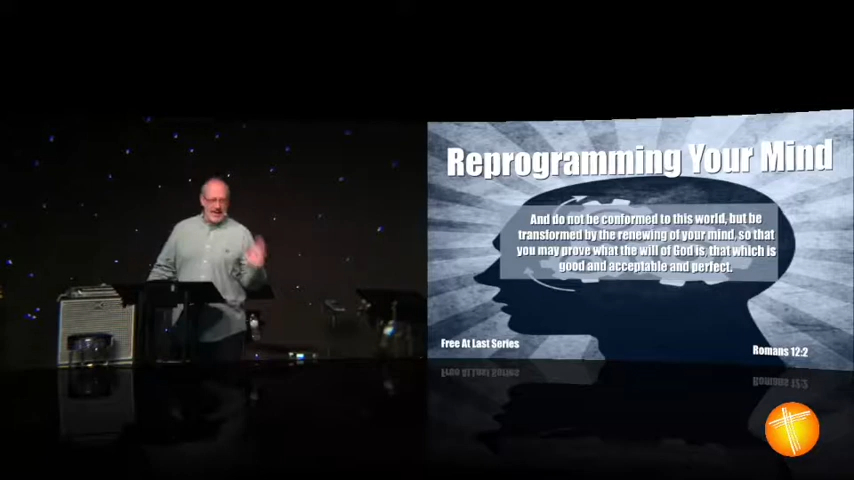 Reprogramming Your Mind
And do not be conformed to this world, but be
transformed by the renewing of your mind, so that
you may prove what the will of God is, that which is
good and acceptable and perfect.
Free At Last Series
Romans 12:2